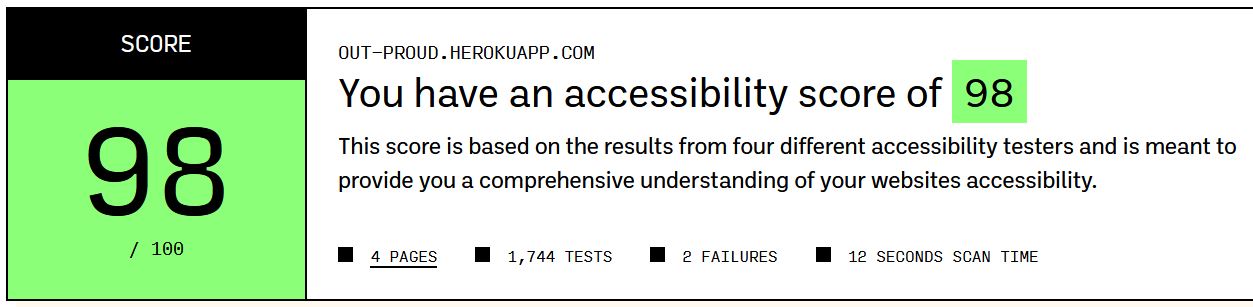 SCORE
98
/ 100
OUT-PROUD.HEROKUAPP.COM
You have an accessibility score of 98
This score is based on the results from four different accessibility testers and is meant to
provide you a comprehensive understanding of your websites accessibility.
4 PAGES 1,744 TESTS 2 FAILURES 12 SECONDS SCAN TIME